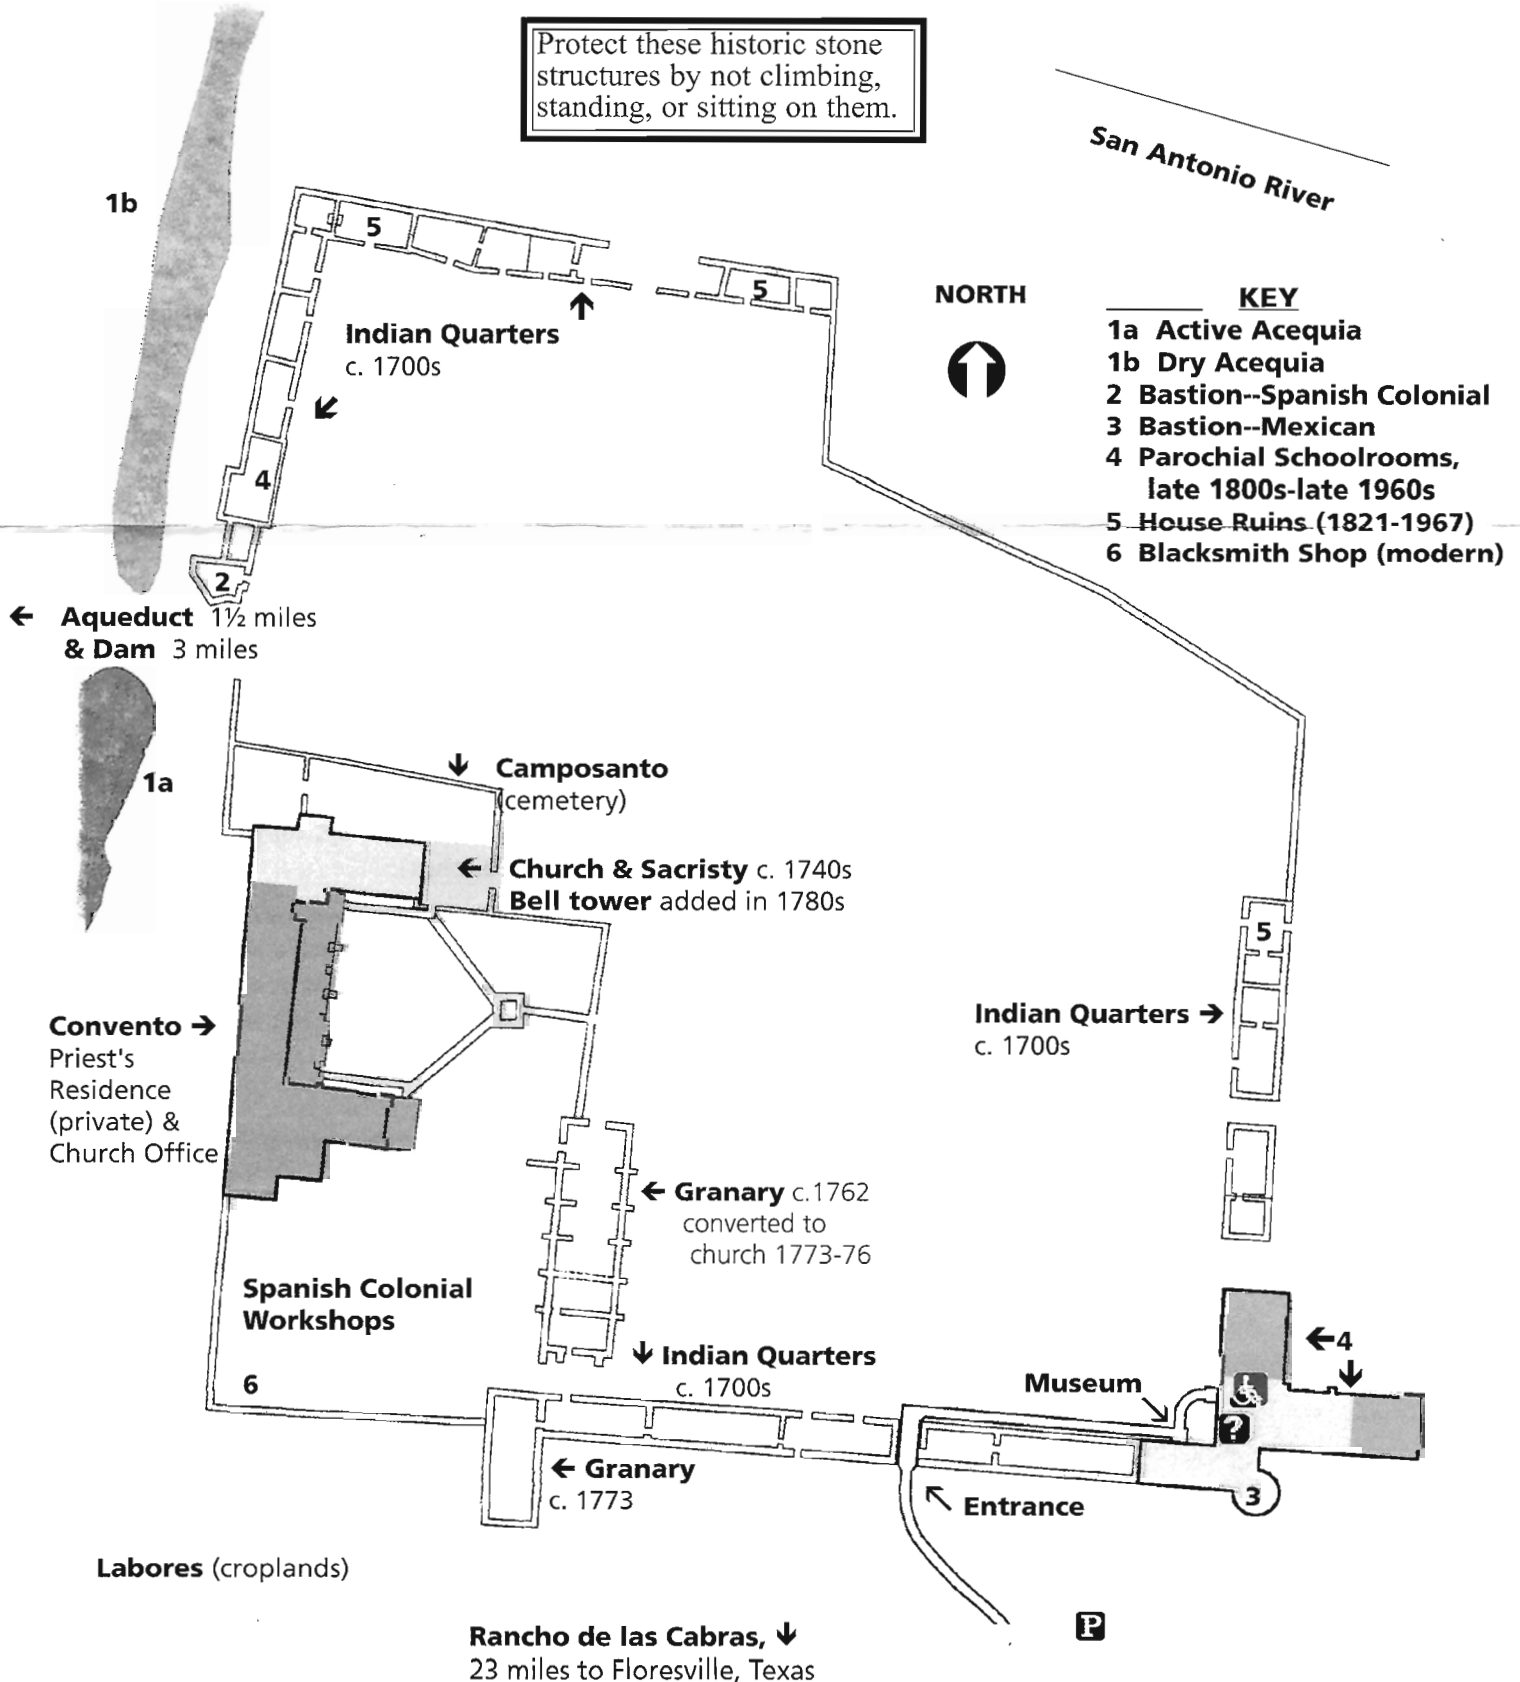 Protect these historic stone
structures by not climbing,
standing, or sitting on them.
San Antonio River
1b
5
5
NORTH
KEY
1a Active Acequia
1b Dry Acequia
2 Bastion--Spanish Colonial
3 Bastion--Mexican
4 Parochial Schoolrooms,
late 1800s-late 1960s
5 House Ruins (1821-1967)
6 Blacksmith Shop (modern)
Indian Quarters
c. 1700s
4
2
← Aqueduct 1½ miles
& Dam 3 miles
1a
Camposanto
(cemetery)
← Church & Sacristy c. 1740s
Bell tower added in 1780s
5
Indian Quarters →
c. 1700s
Convento →
Priest's
Residence
(private) &
Church Office
← Granary c.1762
converted to
church 1773-76
Spanish Colonial
Workshops
6
↓ Indian Quarters
c. 1700s
←4
Museum
?
← Granary
c. 1773
3
Entrance
Labores (croplands)
P
Rancho de las Cabras, ↓
23 miles to Floresville, Texas